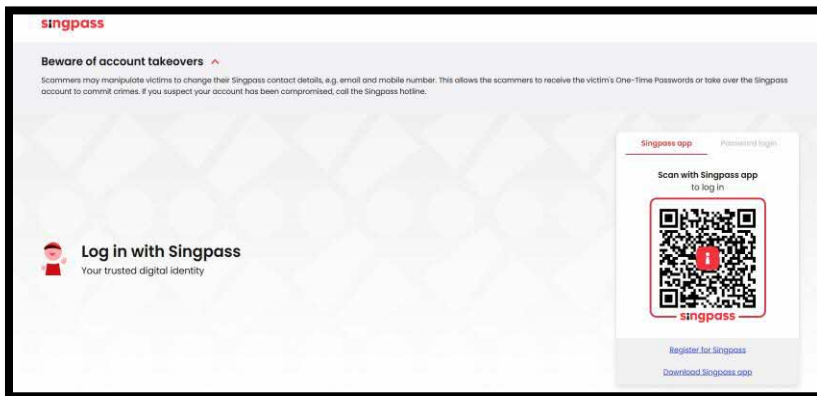 singpass
Beware of account takeovers
Scammers may manipulate victims to change their Singpass contact details, e.g. email and mobile number. This allows the scammers to receive the victim's One-Time Passwords or take over the Singpass
account to commit crimes. If you suspect your account has been compromised, call the Singpass hotline.
Singpass app Password login
Scan with Singpass app
to log in
Log in with Singpass
Your trusted digital identity
singpass
Register for Singpass
Download Singpass app